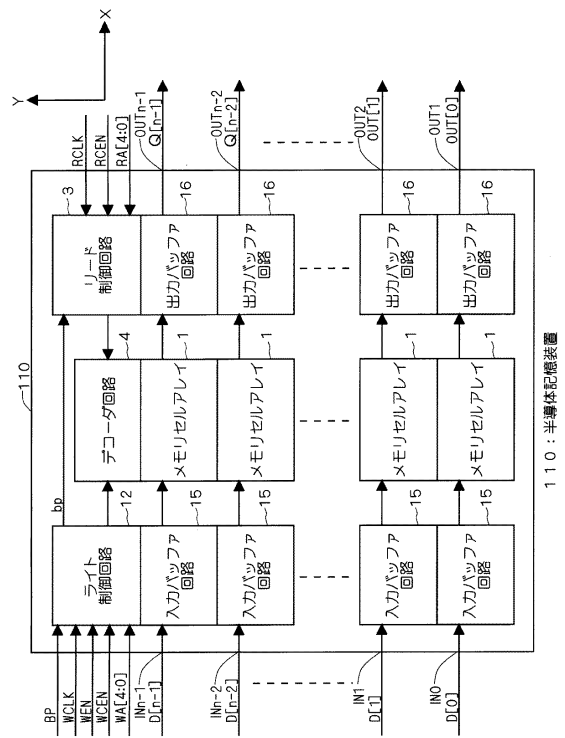 Y
X
110
BP
WCLK
WEN
WCEN
WA[4:0]
bp
RCLK
RCEN
RA[4:0]
ライト
制御回路
12
デコーダ回路
4
リード
制御回路
3
INn-1
D[n-1]
入力バッファ
回路
15
メモリセルアレイ
1
出力バッファ
回路
16
OUTn-1
Q[n-1]
INn-2
D[n-2]
入力バッファ
回路
15
メモリセルアレイ
1
出力バッファ
回路
16
OUTn-2
Q[n-2]
IN1
D[1]
入力バッファ
回路
15
メモリセルアレイ
1
出力バッファ
回路
16
OUT2
OUT[1]
IN0
D[0]
入力バッファ
回路
メモリセルアレイ
1
出力バッファ
回路
16
OUT1
OUT[0]
110:半導体記憶装置